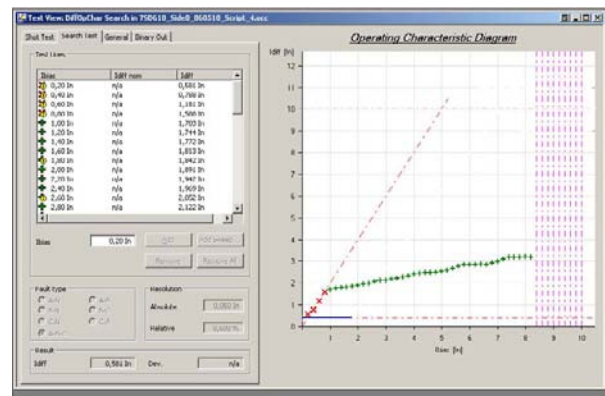 Text View: DiffOpChar Search in 7SD610_Side0_060510_Script_4.occ
Shot Test Search Test General Binary Out
Test Lines
Ibias Idiff nom Idiff
0,20 In n/a 0,581 In
0,40 In n/a 0,788 In
0,60 In n/a 1,181 In
0,80 In n/a 1,588 In
1,00 In n/a 1,703 In
1,20 In n/a 1,744 In
1,40 In n/a 1,772 In
1,60 In n/a 1,813 In
1,80 In n/a 1,842 In
2,00 In n/a 1,891 In
2,20 In n/a 1,942 In
2,40 In n/a 1,969 In
2,60 In n/a 2,052 In
2,80 In n/a 2,122 In
Ibias 0,20 In Add Add Sweep...
Remove Remove All
Fault Type
Resolution
Absolute 0,050 In
Relative
Result
Idiff 0,581 In Dev. n/a
Operating Characteristic Diagram
Idiff [In]
12
11
10
9
8
7
6
5
4
3
2
1
0
1 2 3 4 5 6 7 8 9 10
[In]